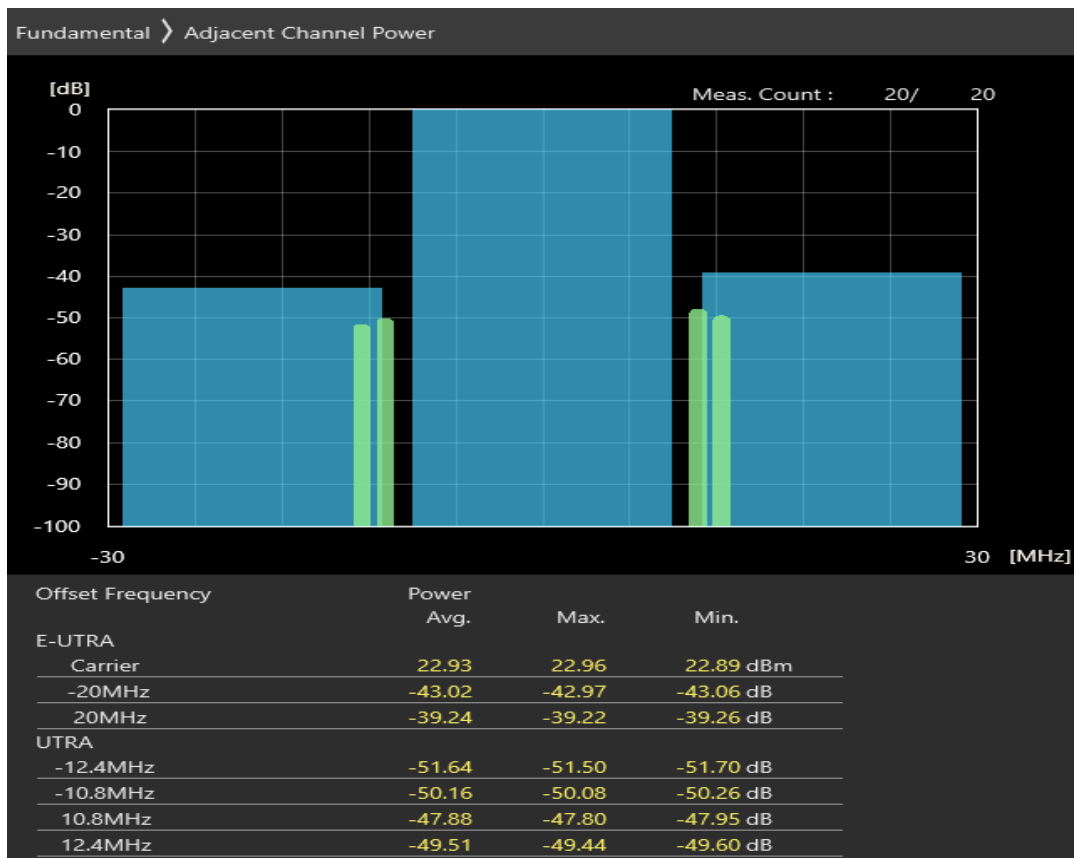 Fundamental 〉 Adjacent Channel Power
[dB]
Meas. Count : 20/ 20
0
-10
-20
-30
-40
-50
-60
-70
-80
-90
-100
-30 30 [MHz]
Offset Frequency Power
Avg. Max. Min.
E-UTRA
Carrier 22.93 22.96 22.89 dBm
-20MHz -43.02 -42.97 -43.06 dB
20MHz -39.24 -39.22 -39.26 dB
UTRA
-12.4MHz -51.64 -51.50 -51.70 dB
-10.8MHz -50.16 -50.08 -50.26 dB
10.8MHz -47.88 -47.80 -47.95 dB
12.4MHz -49.51 -49.44 -49.60 dB